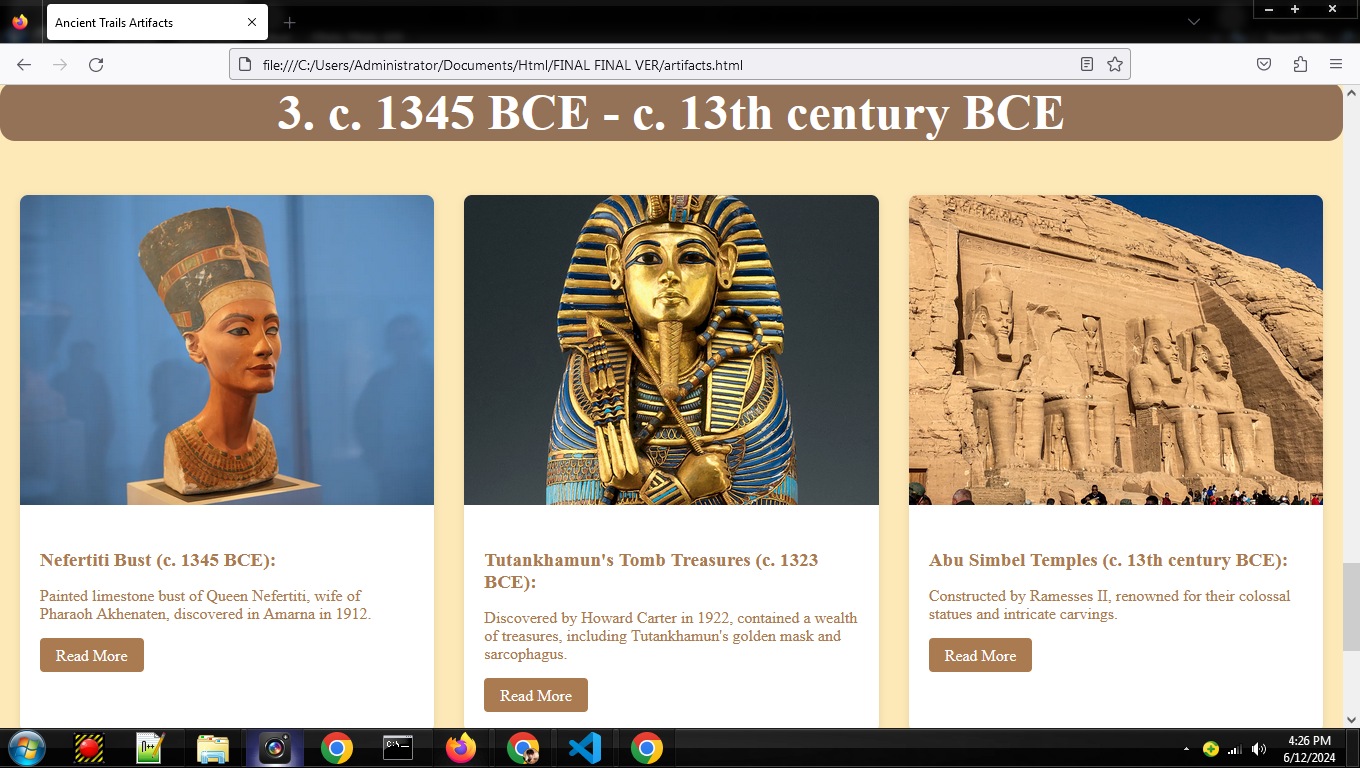 Ancient Trails Artifacts
file:///C:/Users/Administrator/Documents/Html/FINAL FINAL VER/artifacts.html
3. c. 1345 BCE - c. 13th century BCE
Nefertiti Bust (c. 1345 BCE):
Painted limestone bust of Queen Nefertiti, wife of
Pharaoh Akhenaten, discovered in Amarna in 1912.
Read More
Tutankhamun's Tomb Treasures (c. 1323
BCE):
Discovered by Howard Carter in 1922, contained a wealth
of treasures, including Tutankhamun's golden mask and
sarcophagus.
Read More
Abu Simbel Temples (c. 13th century BCE):
Constructed by Ramesses II, renowned for their colossal
statues and intricate carvings.
Read More
4:26 PM
6/12/2024